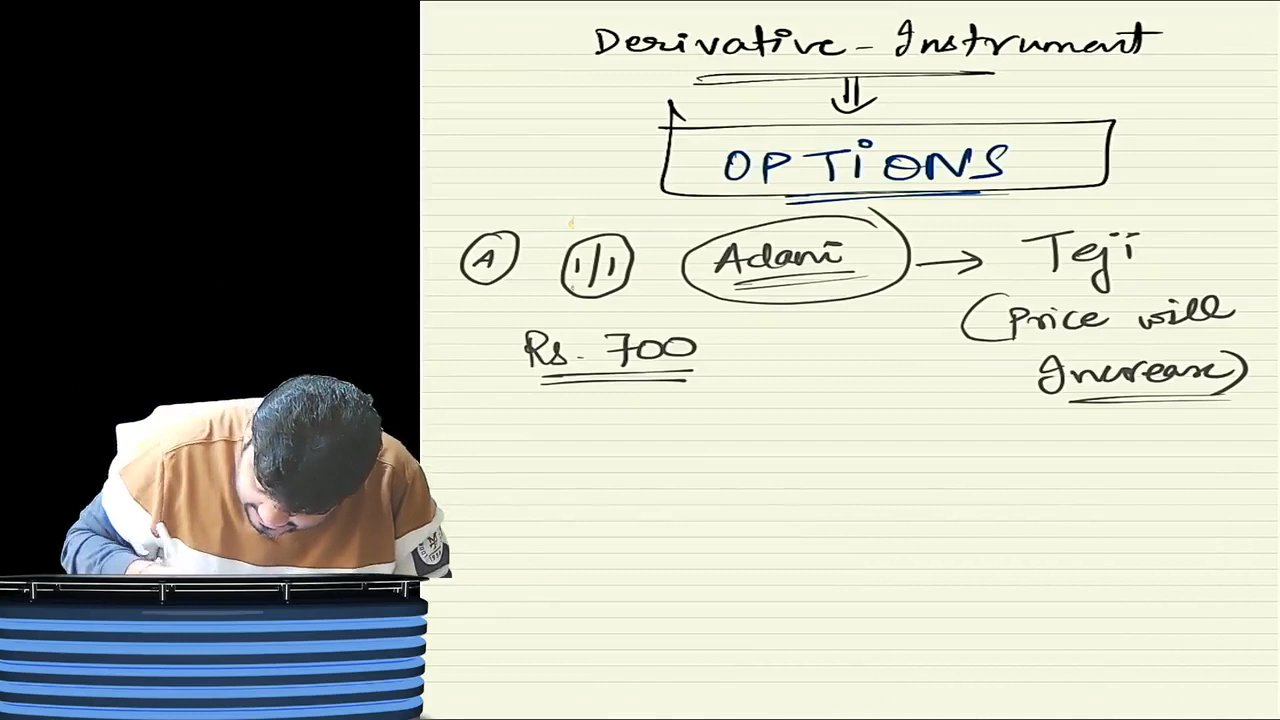 Derivative - Instrument
OPTIONS
A 1/1 Adani → Teji
Rs. 700 (Price will
Increase)